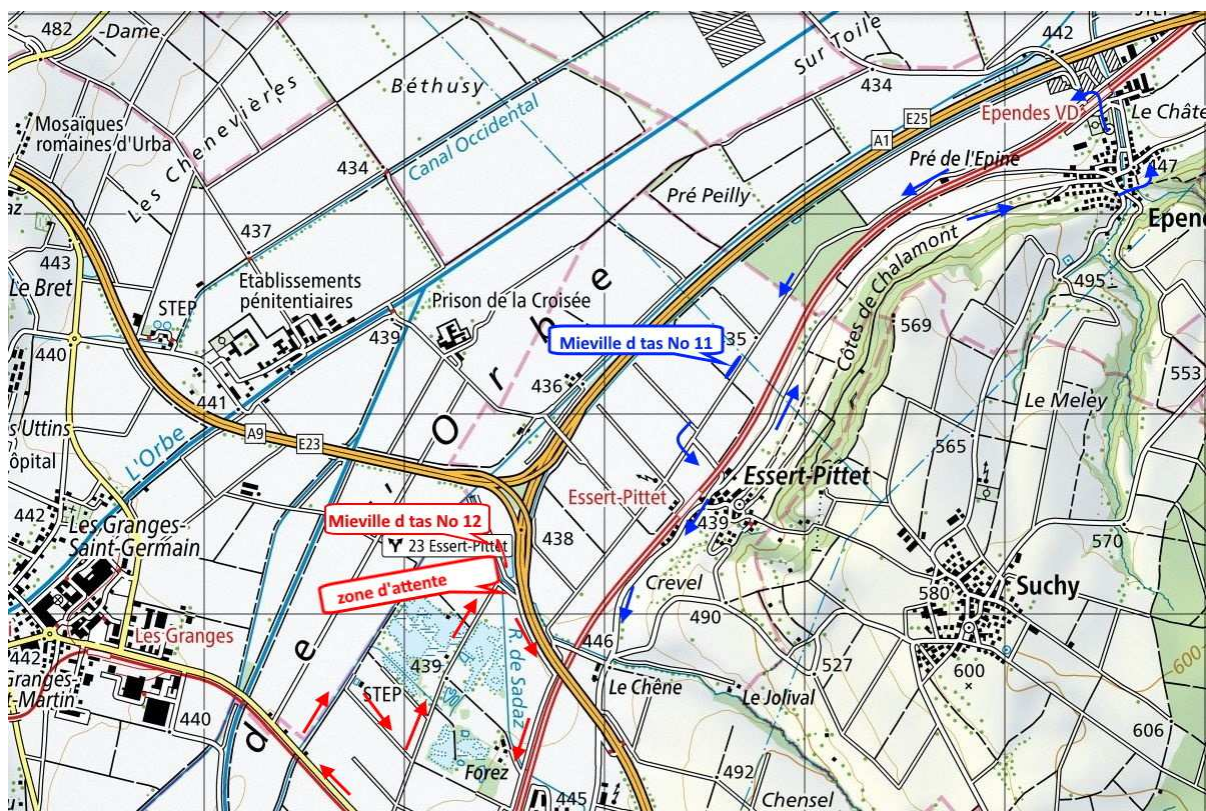 482
-Dame
Béthusy
Sur Toile
442
STEP
434
E25
A1
Ependes VD
Le Châte
Mosaïques
romaines d'Urba
Les Chenevières
Canal Occidental
434
Pré de l'Epine
447
Pré Peilly
Epen
az
437
443
Le Bret
STEP
Etablissements
pénitentiaires
Prison de la Croisée
439
Côtes de Chalamont
495
569
440
Mieville d tas No 11
35
441
436
553
Le Meley
s Uttins
ôpital
L'Orbe
A9
E23
O r b e
565
Essert-Pittet
Essert-Pittet
439
442
Les Granges-
Saint-Germain
Mieville d tas No 12
23 Essert-Pittet
438
570
zone d'attente
Crevel
490
580
Suchy
Les Granges
442
Granges-
Martin
439
R. de Sadaz
446
527
600
600
Le Chêne
Le Jolival
STEP
440
d e
606
Forez
445
492
Chensel